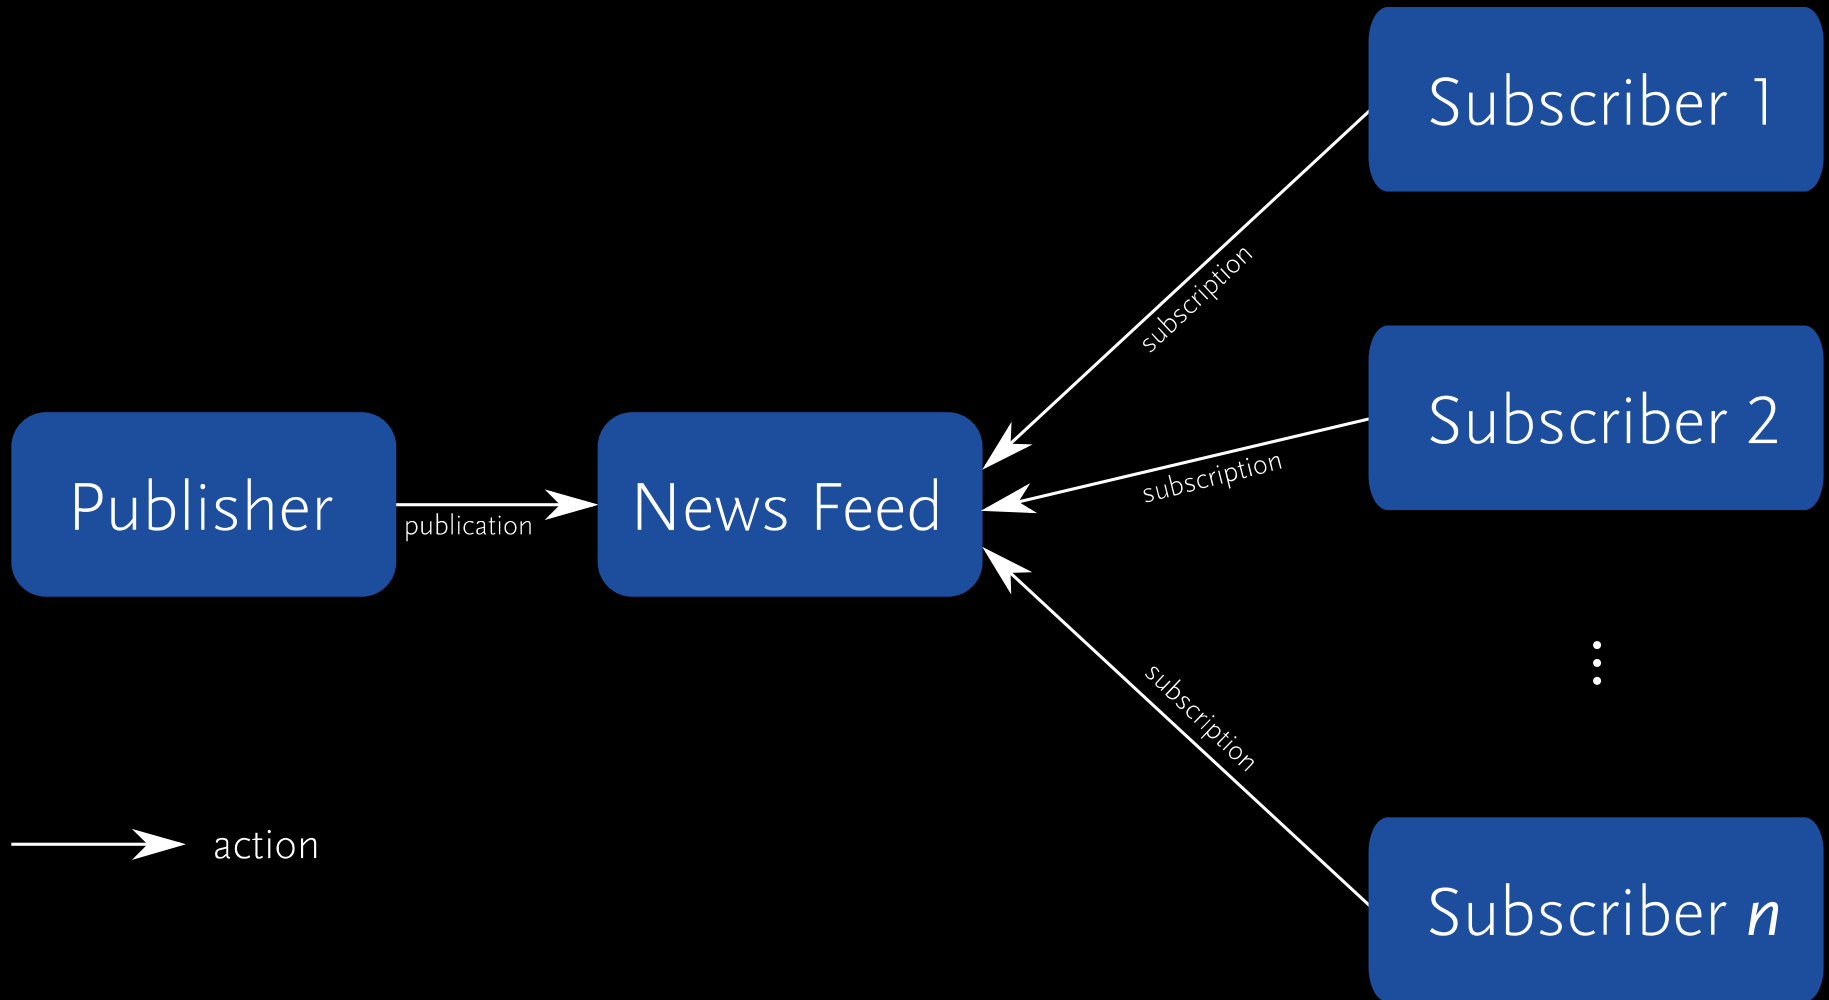 Subscriber 1
subscription
Subscriber 2
subscription
Publisher
publication
News Feed
subscription
action
Subscriber n